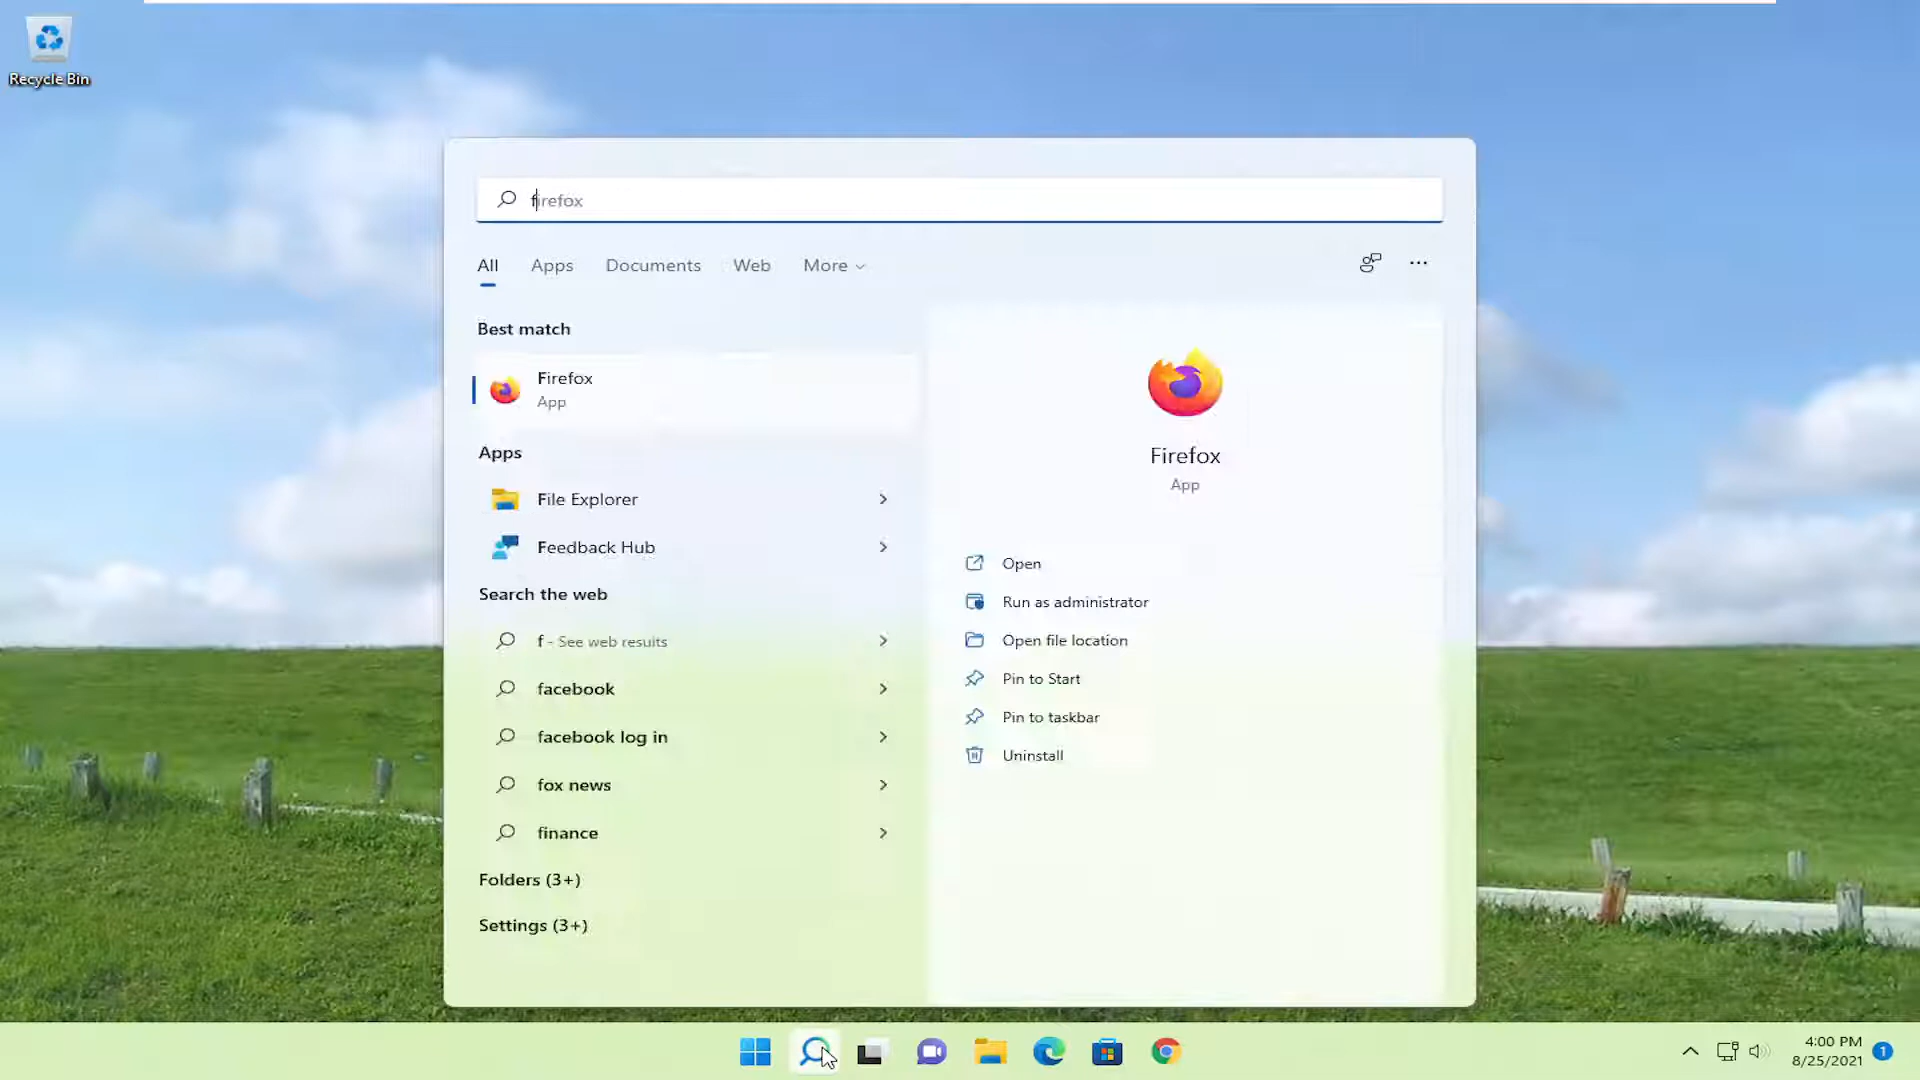 Recycle Bin
firefox
All Apps Documents Web More
Best match
Firefox
App
Apps
File Explorer
Feedback Hub
Search the web
f - See web results
facebook
facebook log in
fox news
finance
Folders (3+)
Settings (3+)
Firefox
App
Open
Run as administrator
Open file location
Pin to Start
Pin to taskbar
Uninstall
4:00 PM
8/25/2021
1